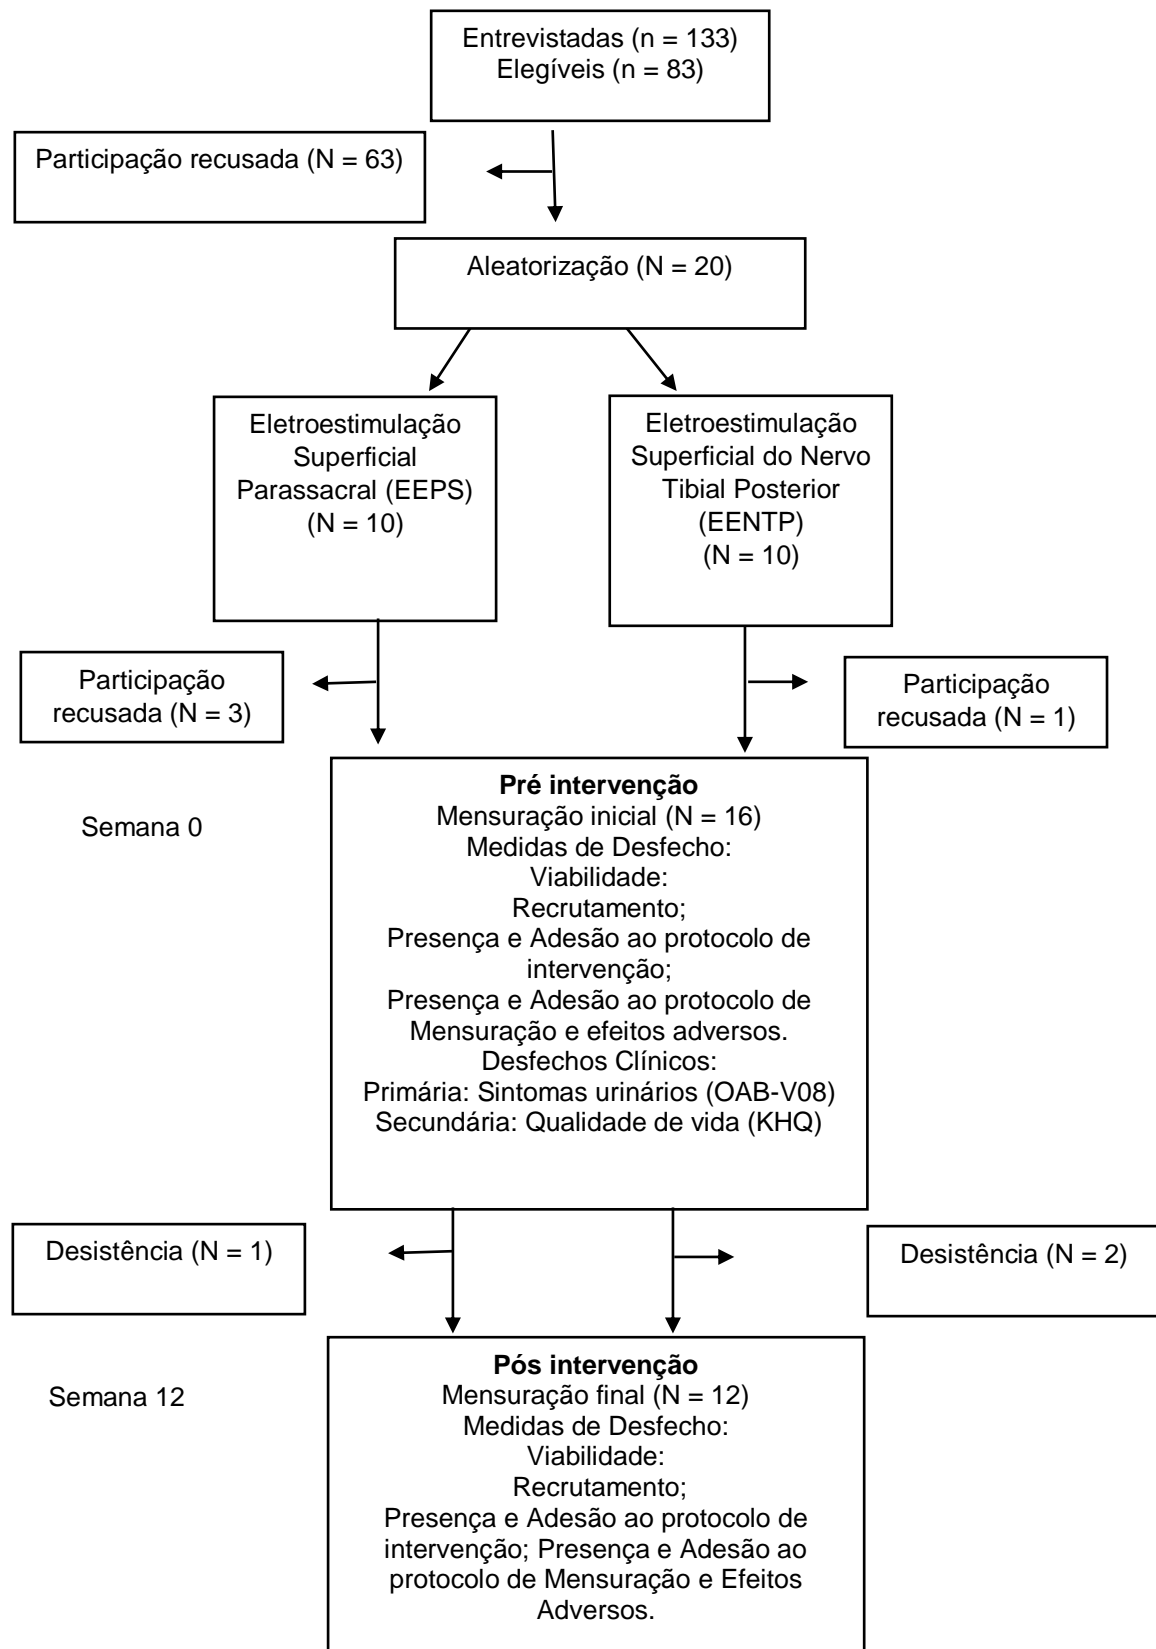 Entrevistadas (n = 133)
Elegíveis (n = 83)
Participação recusada (N = 63)
Aleatorização (N = 20)
Eletroestimulação
Superficial
Parassacral (EEPS)
(N = 10)
Eletroestimulação
Superficial do Nervo
Tibial Posterior
(EENTP)
(N = 10)
Participação
recusada (N = 3)
Participação
recusada (N = 1)
Semana 0
Pré intervenção
Mensuração inicial (N = 16)
Medidas de Desfecho:
Viabilidade:
Recrutamento;
Presença e Adesão ao protocolo de
intervenção;
Presença e Adesão ao protocolo de
Mensuração e efeitos adversos.
Desfechos Clínicos:
Primária: Sintomas urinários (OAB-V08)
Secundária: Qualidade de vida (KHQ)
Desistência (N = 1)
Desistência (N = 2)
Semana 12
Pós intervenção
Mensuração final (N = 12)
Medidas de Desfecho:
Viabilidade:
Recrutamento;
Presença e Adesão ao protocolo de
intervenção; Presença e Adesão ao
protocolo de Mensuração e Efeitos
Adversos.